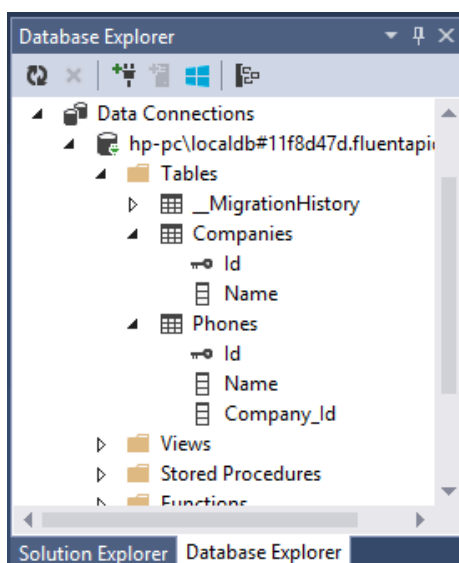 Database Explorer
Data Connections
hp-pc\localdb#11f8d47d.fluentapi
Tables
__MigrationHistory
Companies
Id
Name
Phones
Id
Name
Company_Id
Views
Stored Procedures
Functions
Solution Explorer Database Explorer